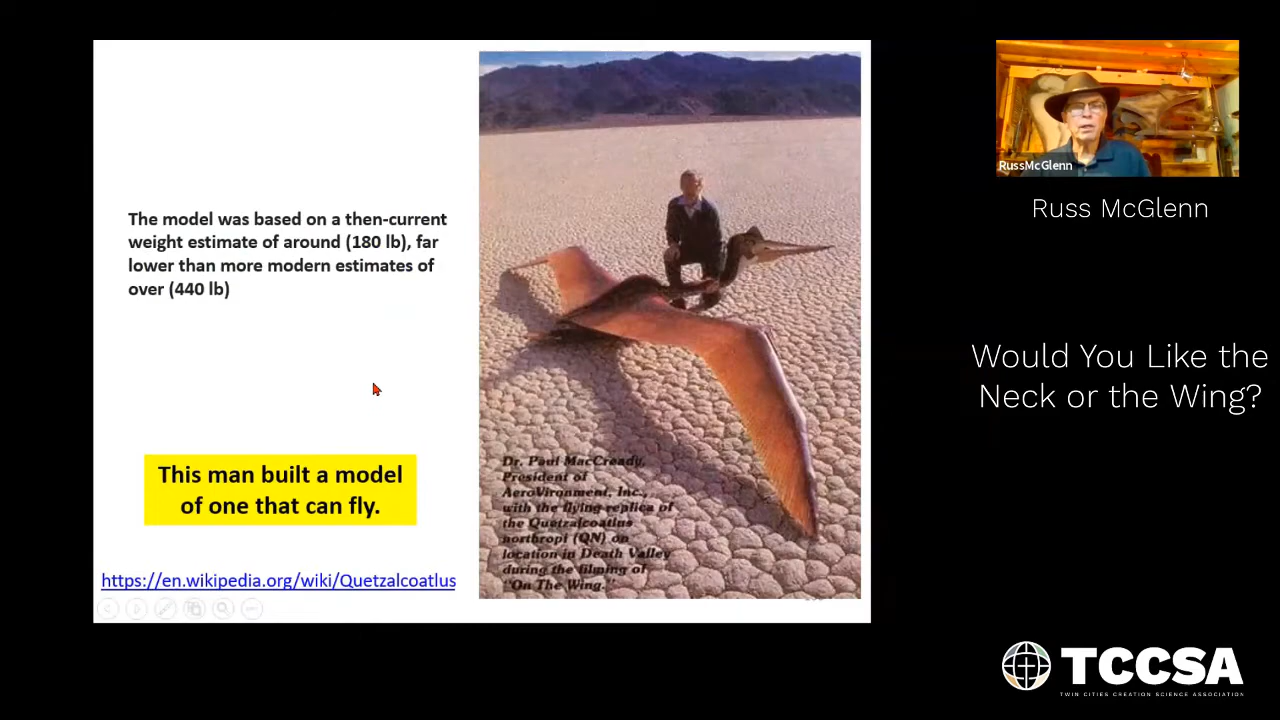 The model was based on a then-current
weight estimate of around (180 lb), far
lower than more modern estimates of
over (440 lb)
This man built a model
of one that can fly.
https://en.wikipedia.org/wiki/Quetzalcoatlus
Dr. Paul MacCready,
President of
AeroVironment, Inc.,
with the flying replica of
the Quetzalcoatlus
northropi (QN) on
location in Death Valley
during the filming of
"On The Wing."
RussMcGlenn
Russ McGlenn
Would You Like the
Neck or the Wing?
TCCSA
TWIN CITIES CREATION SCIENCE ASSOCIATION